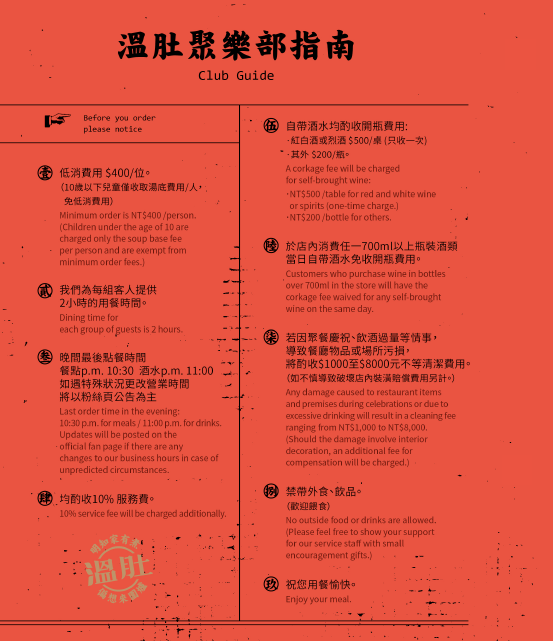 溫肚聚樂部指南
Club Guide
Before you order
please notice
壹 低消費用 $400/位。
（10歲以下兒童僅收取湯底費用/人，
免低消費用）
Minimum order is NT$400 /person.
(Children under the age of 10 are
charged only the soup base fee
per person and are exempt from
minimum order fees.)
貳 我們為每組客人提供
2小時的用餐時間。
Dining time for
each group of guests is 2 hours.
叁 晚間最後點餐時間
餐點p.m. 10:30 酒水p.m. 11:00
如遇特殊狀況更改營業時間
將以粉絲頁公告為主
Last order time in the evening:
10:30 p.m. for meals / 11:00 p.m. for drinks.
Updates will be posted on the
official fan page if there are any
changes to our business hours in case of
unpredicted circumstances.
肆 均酌收10% 服務費。
10% service fee will be charged additionally.
溫肚
伍 自帶酒水均酌收開瓶費用:
·紅白酒或烈酒 $500/桌 (只收一次)
·其外 $200/瓶。
A corkage fee will be charged
for self-brought wine:
·NT$500 /table for red and white wine
or spirits (one-time charge.)
·NT$200 /bottle for others.
陸 於店內消費任一700ml以上瓶裝酒類
當日自帶酒水免收開瓶費用。
Customers who purchase wine in bottles
over 700ml in the store will have the
corkage fee waived for any self-brought
wine on the same day.
柒 若因聚餐慶祝、飲酒過量等情事，
導致餐廳物品或場所污損，
將酌收$1000至$8000元不等清潔費用。
（如不慎導致破壞店內裝潢賠償費用另計。）
Any damage caused to restaurant items
and premises during celebrations or due to
excessive drinking will result in a cleaning fee
ranging from NT$1,000 to NT$8,000.
(Should the damage involve interior
decoration, an additional fee for
compensation will be charged.)
捌 禁帶外食、飲品。
（歡迎餵食）
No outside food or drinks are allowed.
(Please feel free to show your support
for our service staff with small
encouragement gifts.)
玖 祝您用餐愉快。
Enjoy your meal.